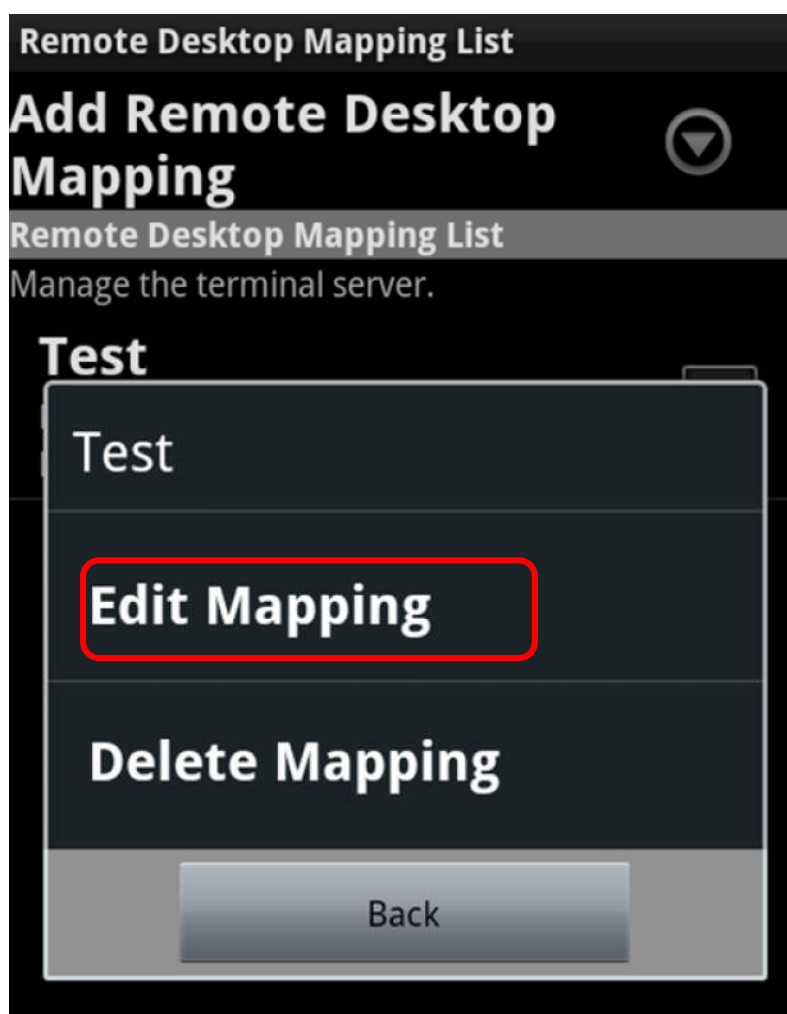 Remote Desktop Mapping List
Add Remote Desktop
Mapping
Remote Desktop Mapping List
Manage the terminal server.
Test
Test
Edit Mapping
Delete Mapping
Back